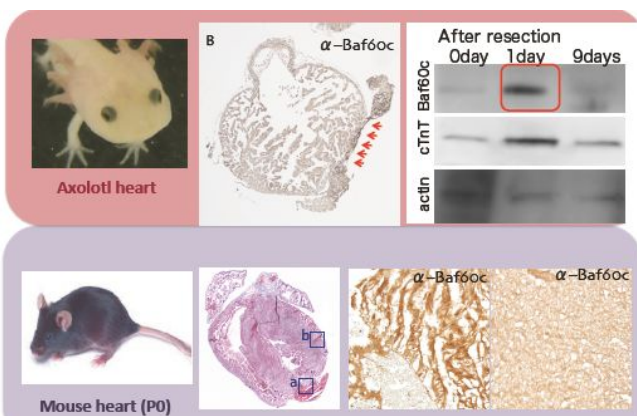 B
α-Baf60c
After resection
0day 1day 9days
Baf60c
cTnT
actin
Axolotl heart
b
a
α-Baf60c
α-Baf60c
Mouse heart (P0)